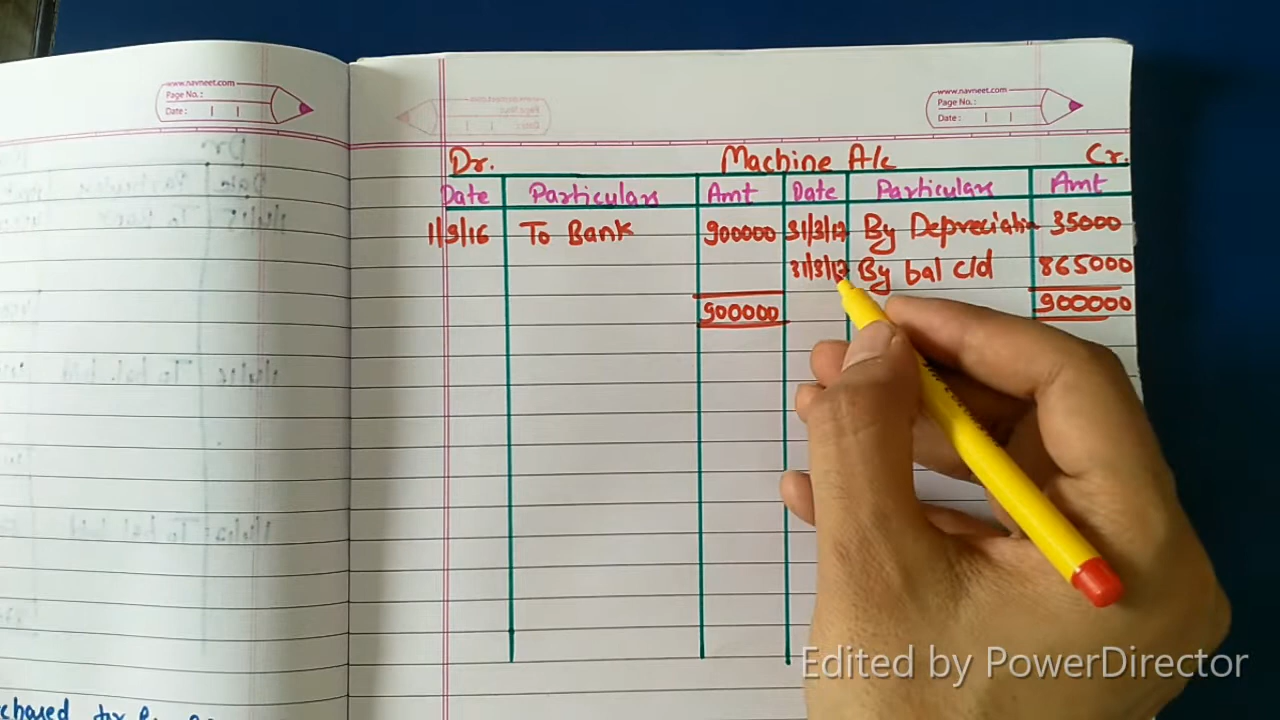 www.navneet.com
Page No. :
Date :
www.navneet.com
Page No. :
Date :
Dr. Machine A/c Cr.
Date Particulars Amt Date Particulars Amt
1/9/16 To Bank 900000 31/3/17 By Depreciation 35000
31/3/17 By bal c/d 865000
900000 900000
chased for
Edited by PowerDirector